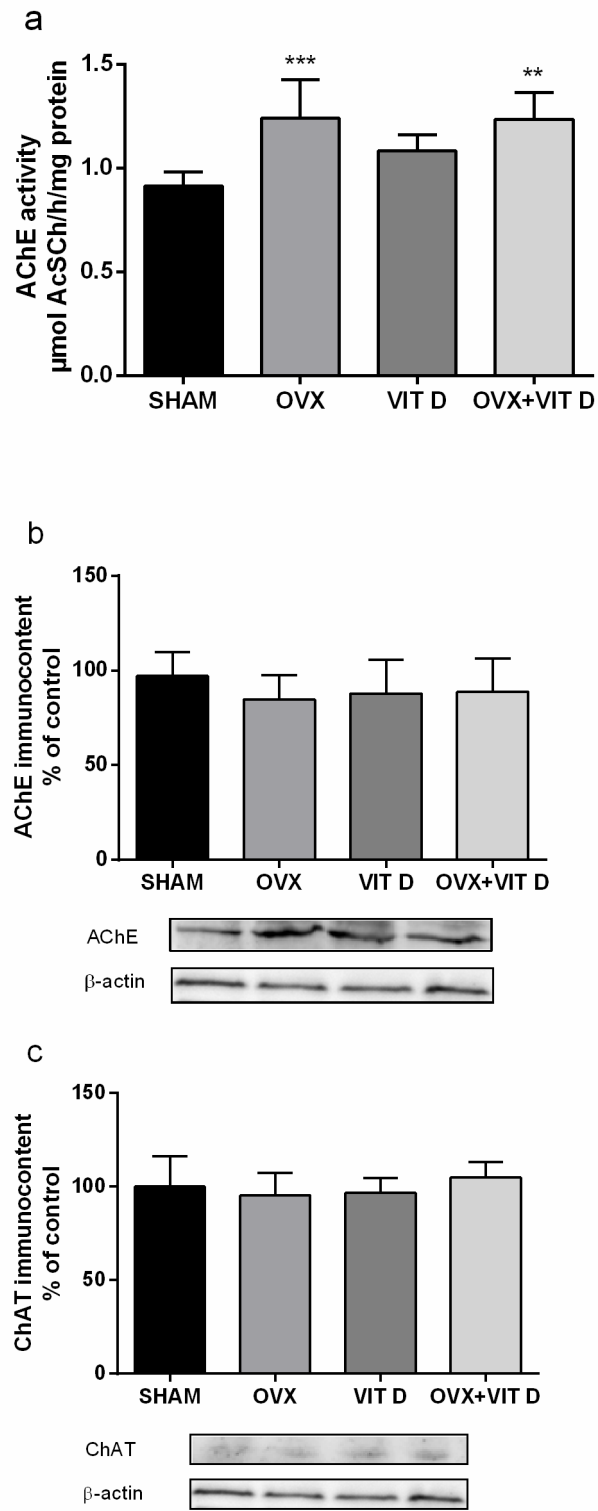 a
AChE activity
µmol AcSCh/h/mg protein
1.5
1.0
0.5
0.0
***
**
SHAM OVX VIT D OVX+VIT D
b
AChE immunocontent
% of control
150
100
50
0
SHAM OVX VIT D OVX+VIT D
AChE
β-actin
c
ChAT immunocontent
% of control
150
100
50
0
SHAM OVX VIT D OVX+VIT D
ChAT
β-actin